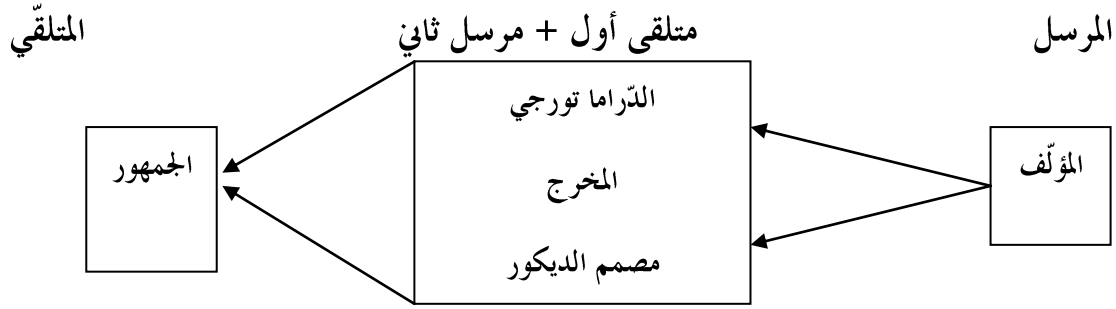 المرسل
متلقى أول + مرسل ثاني
المتلقّي
المؤلّف
الدّراما تورجي
المخرج
مصمم الديكور
الجمهور